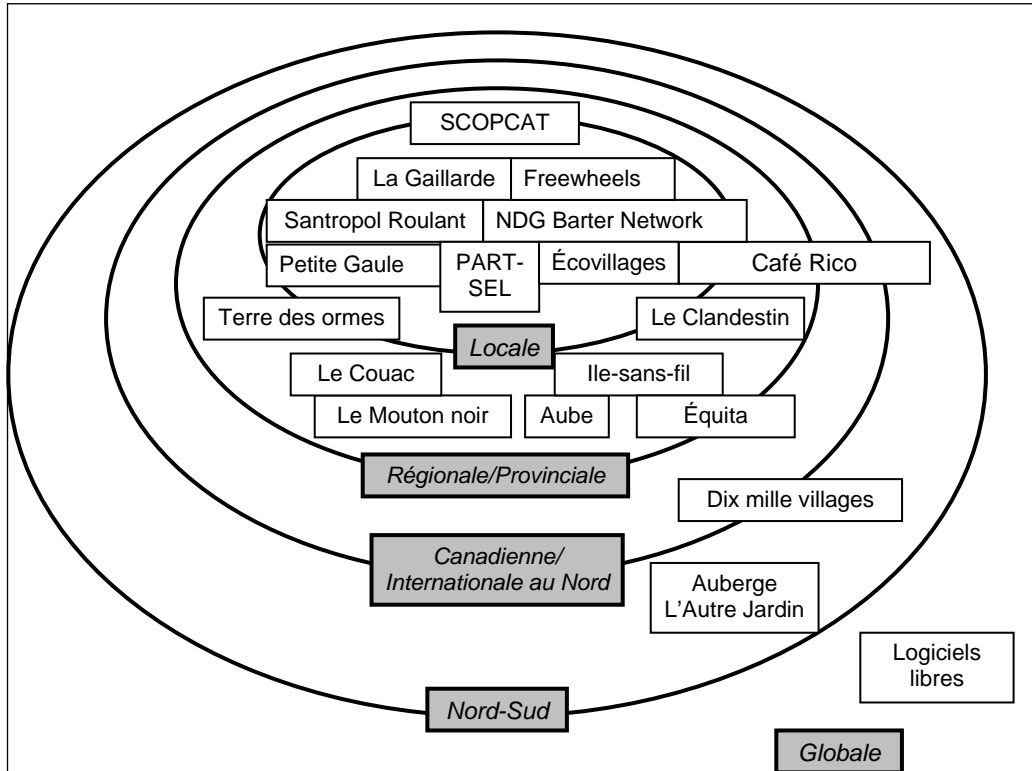 SCOPCAT
La Gaillarde
Freewheels
Santropol Roulant
NDG Barter Network
Petite Gaule
PART-
SEL
Écovillages
Café Rico
Terre des ormes
Le Clandestin
Locale
Le Couac
Ile-sans-fil
Le Mouton noir
Aube
Équita
Régionale/Provinciale
Dix mille villages
Canadienne/
Internationale au Nord
Auberge
L'Autre Jardin
Logiciels
libres
Nord-Sud
Globale